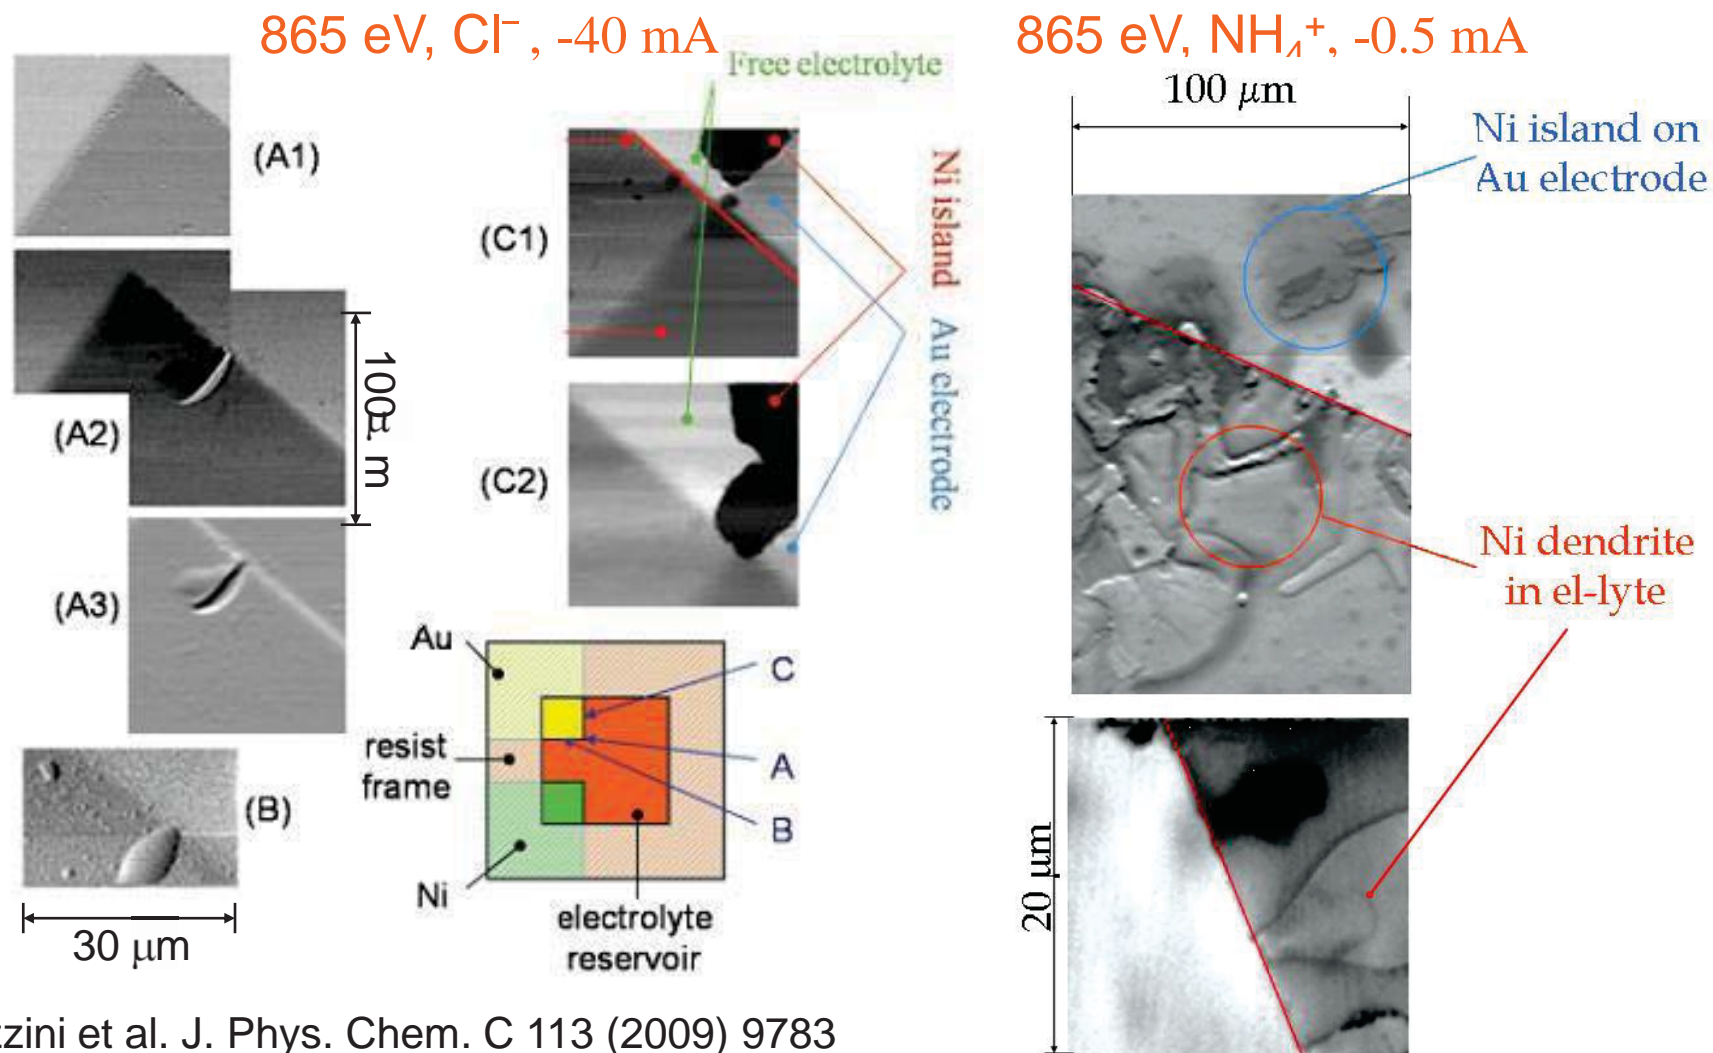 865 eV, Cl⁻, -40 mA
865 eV, NH₄⁺, -0.5 mA
Free electrolyte
100 μm
Ni island on
Au electrode
(A1)
(C1)
Ni island
Au electrode
(A2)
100μ m
(C2)
(A3)
Ni dendrite
in el-lyte
Au
C
resist
frame
A
(B)
B
Ni
electrolyte
reservoir
30 μm
20 μm
zzini et al. J. Phys. Chem. C 113 (2009) 9783